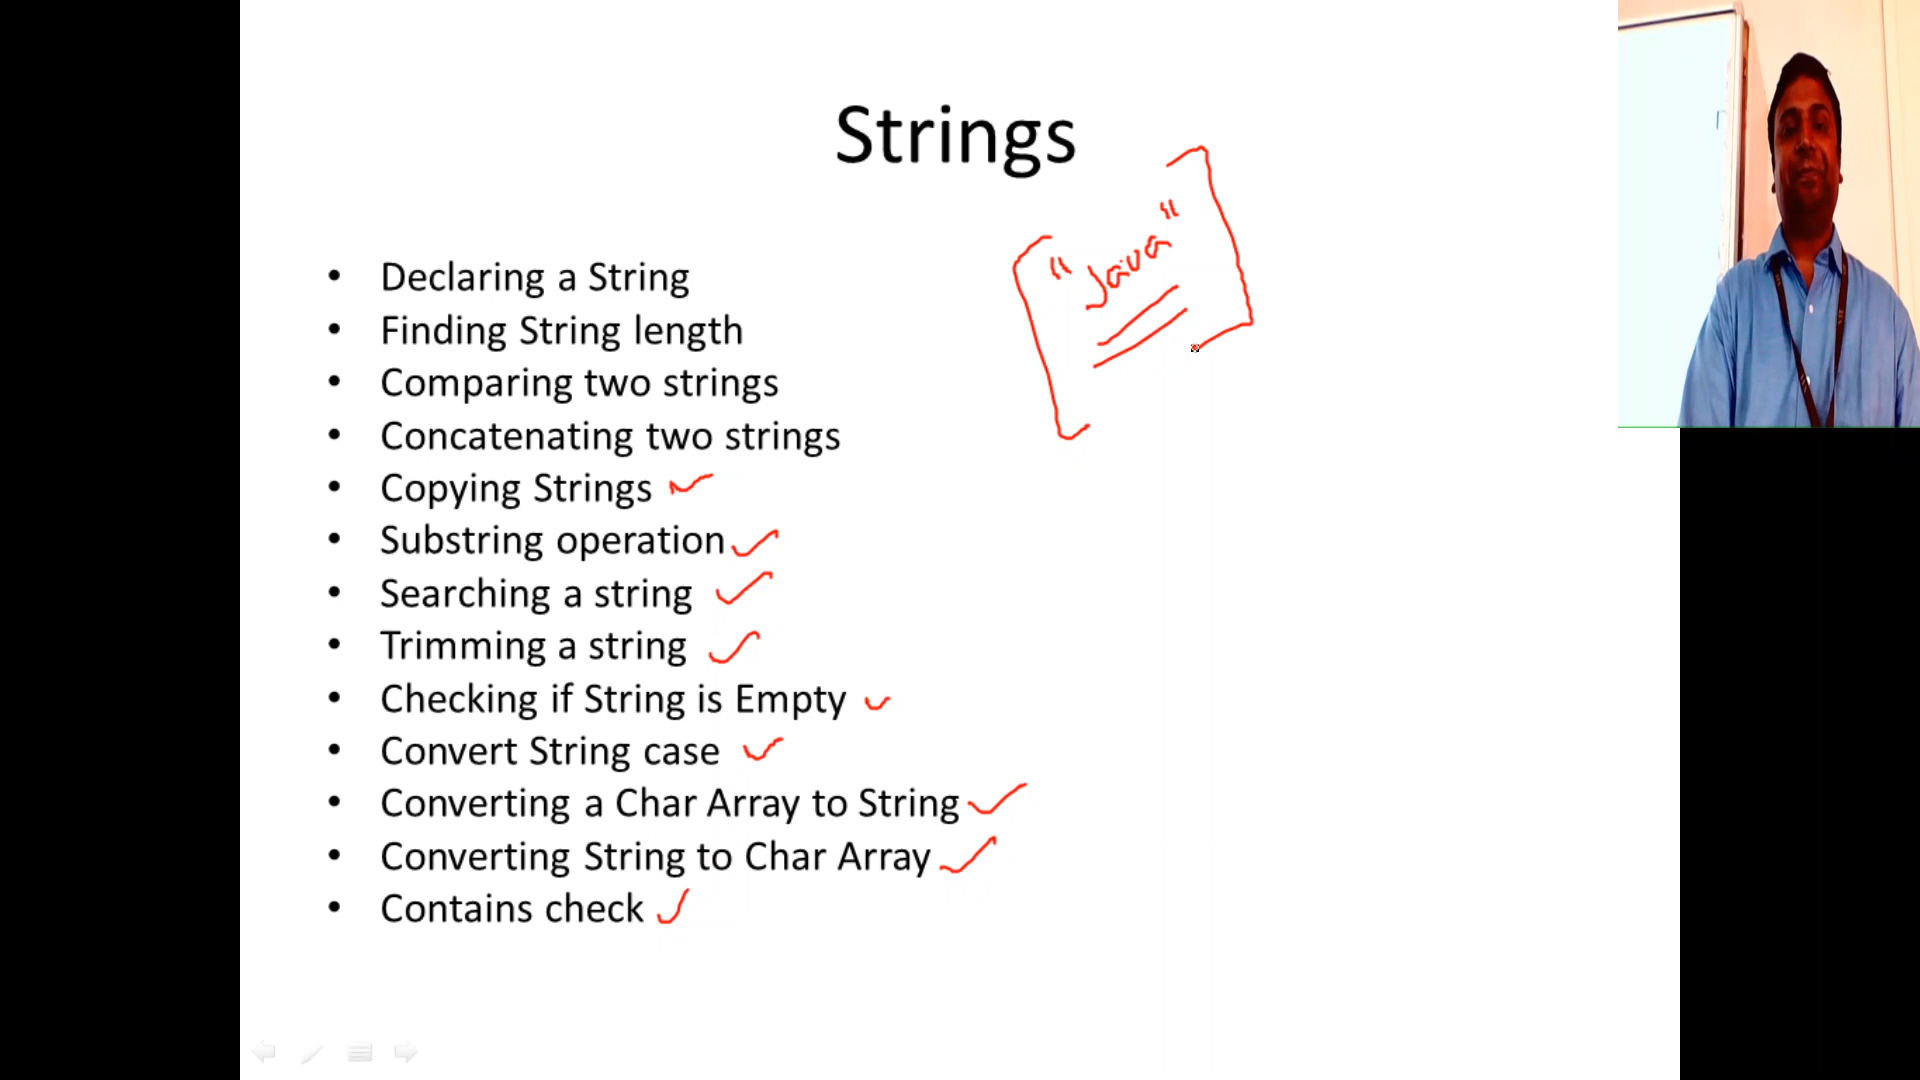 Strings
"Java"
• Declaring a String
• Finding String length
• Comparing two strings
• Concatenating two strings
• Copying Strings
• Substring operation
• Searching a string
• Trimming a string
• Checking if String is Empty
• Convert String case
• Converting a Char Array to String
• Converting String to Char Array
• Contains check